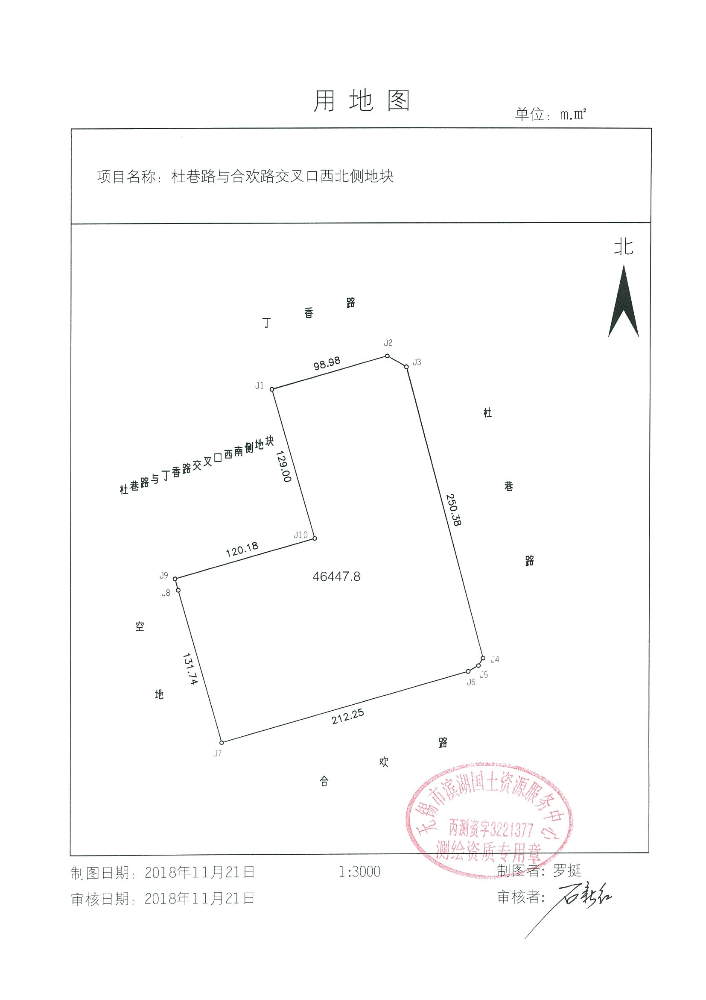 用地图
单位：m.m²
项目名称：杜巷路与合欢路交叉口西北侧地块
北
丁香路
J2
98.98
J3
J1
杜巷路
杜巷路与丁香路交叉口西南侧地块
129.00
250.38
J10
120.18
J9
46447.8
J8
空地
131.74
J4
J5
J6
212.25
J7
合欢路
无锡市滨湖国土资源服务中心
丙测资字3221377
测绘资质专用章
制图日期：2018年11月21日
1:3000
制图者：罗挺
审核日期：2018年11月21日
审核者：石新红